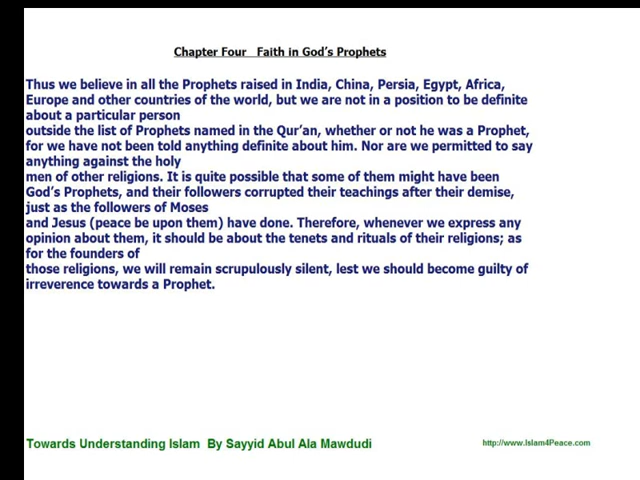 Chapter Four   Faith in God's Prophets
Thus we believe in all the Prophets raised in India, China, Persia, Egypt, Africa,
Europe and other countries of the world, but we are not in a position to be definite
about a particular person
outside the list of Prophets named in the Qur'an, whether or not he was a Prophet,
for we have not been told anything definite about him. Nor are we permitted to say
anything against the holy
men of other religions. It is quite possible that some of them might have been
God's Prophets, and their followers corrupted their teachings after their demise,
just as the followers of Moses
and Jesus (peace be upon them) have done. Therefore, whenever we express any
opinion about them, it should be about the tenets and rituals of their religions; as
for the founders of
those religions, we will remain scrupulously silent, lest we should become guilty of
irreverence towards a Prophet.
Towards Understanding Islam  By Sayyid Abul Ala Mawdudi
http://www.Islam4Peace.com